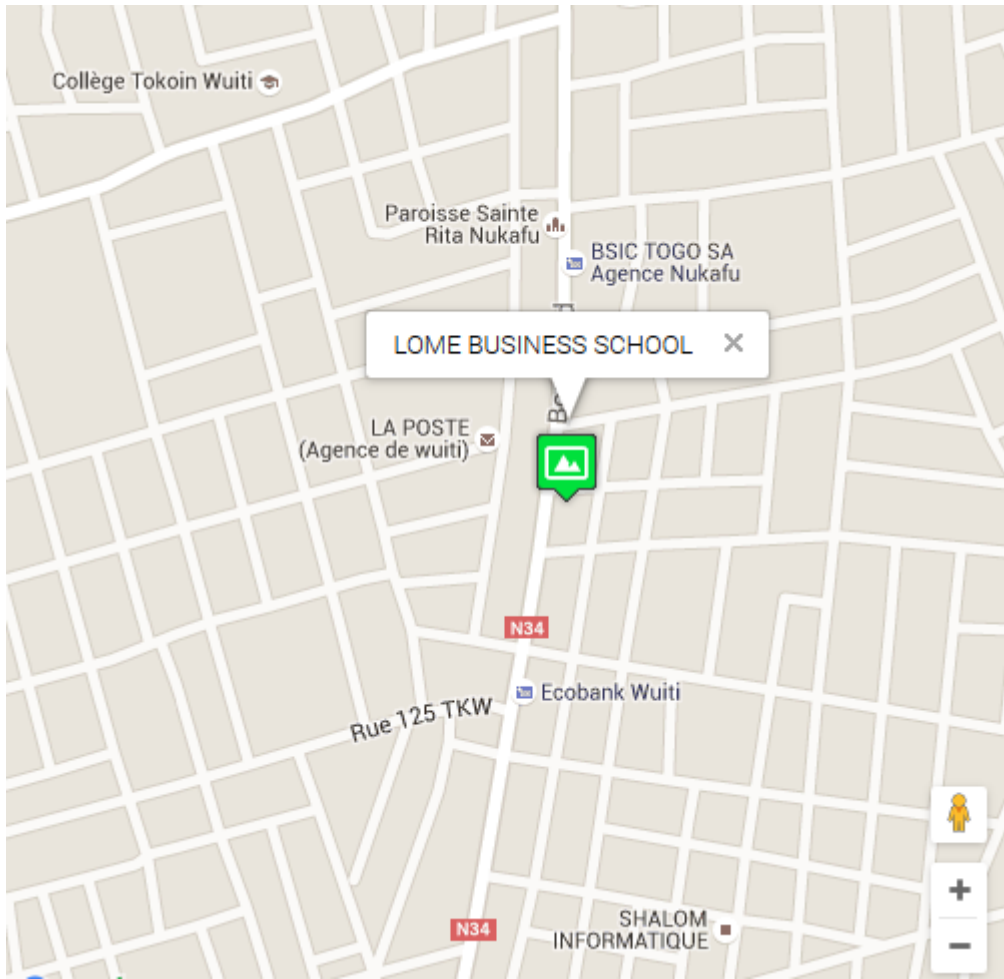 Collège Tokoin Wuiti
Paroisse Sainte
Rita Nukafu
BSIC TOGO SA
Agence Nukafu
LOME BUSINESS SCHOOL
LA POSTE
(Agence de wuiti)
N34
Ecobank Wuiti
Rue 125 TKW
SHALOM
INFORMATIQUE
N34